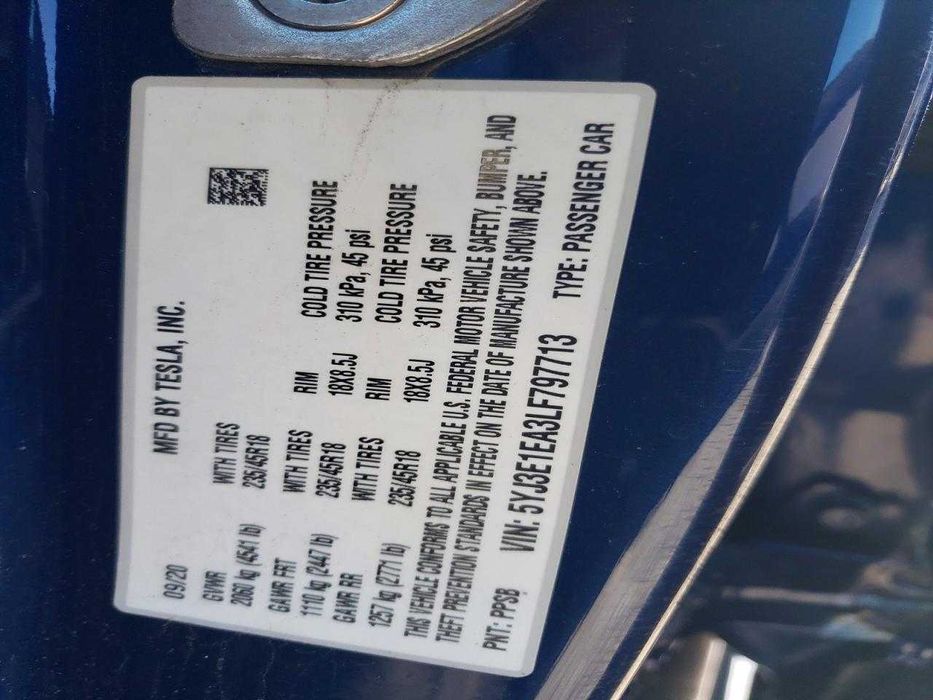 09/20 MFD BY TESLA, INC.
GVWR WITH TIRES
2060 kg (4541 lb) 235/45R18
GAWR FRT WITH TIRES RIM COLD TIRE PRESSURE
1110 kg (2447 lb) 235/45R18 18X8.5J 310 kPa, 45 psi
GAWR RR WITH TIRES RIM COLD TIRE PRESSURE
1257 kg (2771 lb) 235/45R18 18X8.5J 310 kPa, 45 psi
THIS VEHICLE CONFORMS TO ALL APPLICABLE U.S. FEDERAL MOTOR VEHICLE SAFETY, BUMPER, AND
THEFT PREVENTION STANDARDS IN EFFECT ON THE DATE OF MANUFACTURE SHOWN ABOVE.
PNT: PPSB VIN: 5YJ3E1EA3LF797713 TYPE: PASSENGER CAR